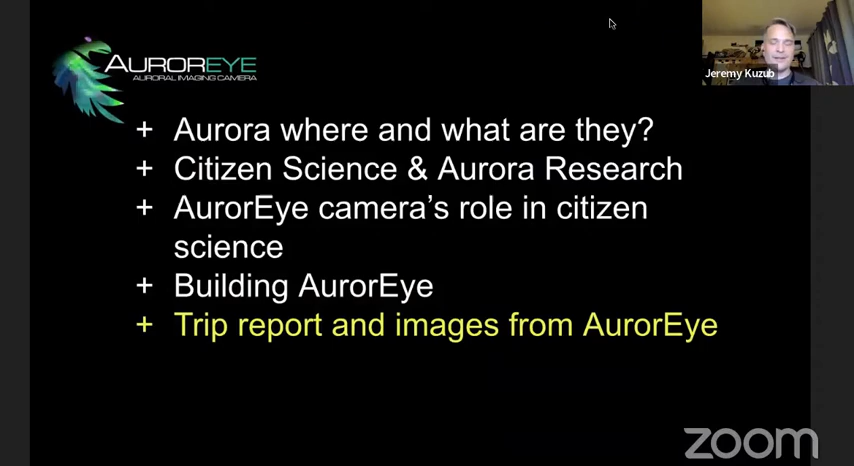 AUROREYE
AURORAL IMAGING CAMERA
Jeremy Kuzub
+ Aurora where and what are they?
+ Citizen Science & Aurora Research
+ AurorEye camera's role in citizen
science
+ Building AurorEye
+ Trip report and images from AurorEye
zoom